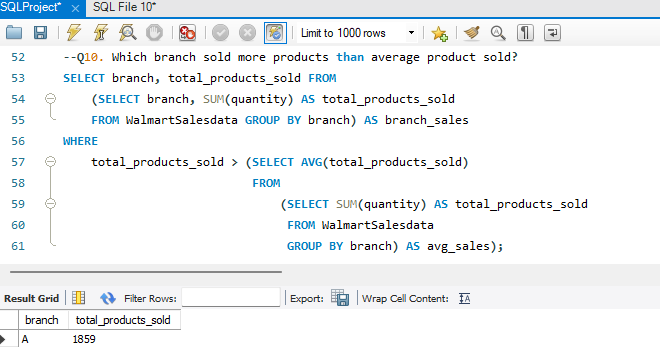 SQLProject* × SQL File 10* ×
Limit to 1000 rows
52 --Q10. Which branch sold more products than average product sold?
53 SELECT branch, total_products_sold FROM
54 (SELECT branch, SUM(quantity) AS total_products_sold
55 FROM WalmartSalesdata GROUP BY branch) AS branch_sales
56 WHERE
57 total_products_sold > (SELECT AVG(total_products_sold)
58 FROM
59 (SELECT SUM(quantity) AS total_products_sold
60 FROM WalmartSalesdata
61 GROUP BY branch) AS avg_sales);
Result Grid Filter Rows: Export: Wrap Cell Content: IA
branch total_products_sold
A 1859